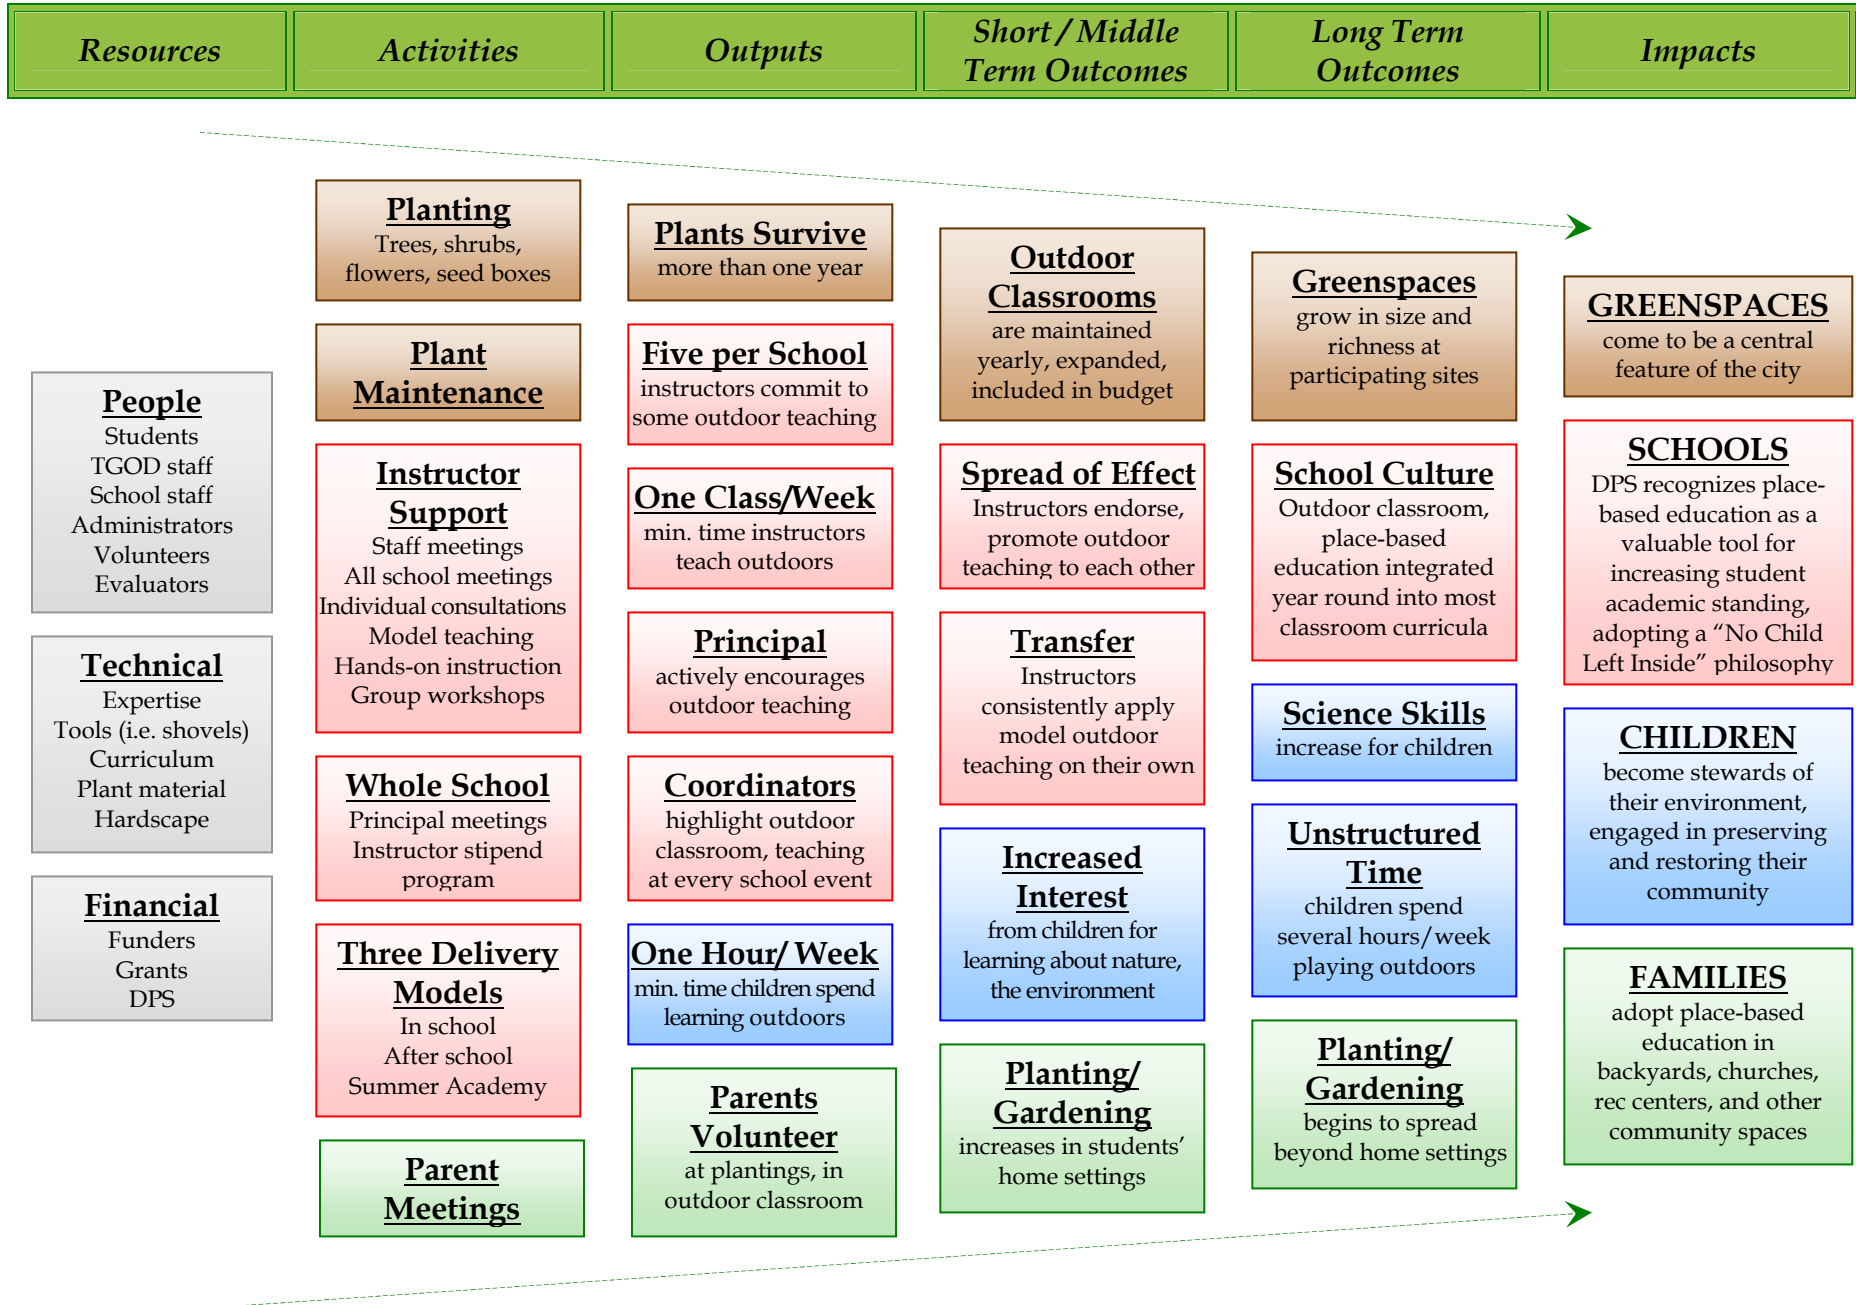 Resources
Activities
Outputs
Short / Middle
Term Outcomes
Long Term
Outcomes
Impacts
People
Students
TGOD staff
School staff
Administrators
Volunteers
Evaluators
Technical
Expertise
Tools (i.e. shovels)
Curriculum
Plant material
Hardscape
Financial
Funders
Grants
DPS
Planting
Trees, shrubs,
flowers, seed boxes
Plant
Maintenance
Instructor
Support
Staff meetings
All school meetings
Individual consultations
Model teaching
Hands-on instruction
Group workshops
Whole School
Principal meetings
Instructor stipend
program
Three Delivery
Models
In school
After school
Summer Academy
Parent
Meetings
Plants Survive
more than one year
Five per School
instructors commit to
some outdoor teaching
One Class/Week
min. time instructors
teach outdoors
Principal
actively encourages
outdoor teaching
Coordinators
highlight outdoor
classroom, teaching
at every school event
One Hour/ Week
min. time children spend
learning outdoors
Parents
Volunteer
at plantings, in
outdoor classroom
Outdoor
Classrooms
are maintained
yearly, expanded,
included in budget
Spread of Effect
Instructors endorse,
promote outdoor
teaching to each other
Transfer
Instructors
consistently apply
model outdoor
teaching on their own
Increased
Interest
from children for
learning about nature,
the environment
Planting/
Gardening
increases in students’
home settings
Greenspaces
grow in size and
richness at
participating sites
School Culture
Outdoor classroom,
place-based
education integrated
year round into most
classroom curricula
Science Skills
increase for children
Unstructured
Time
children spend
several hours/week
playing outdoors
Planting/
Gardening
begins to spread
beyond home settings
GREENSPACES
come to be a central
feature of the city
SCHOOLS
DPS recognizes place-
based education as a
valuable tool for
increasing student
academic standing,
adopting a “No Child
Left Inside” philosophy
CHILDREN
become stewards of
their environment,
engaged in preserving
and restoring their
community
FAMILIES
adopt place-based
education in
backyards, churches,
rec centers, and other
community spaces